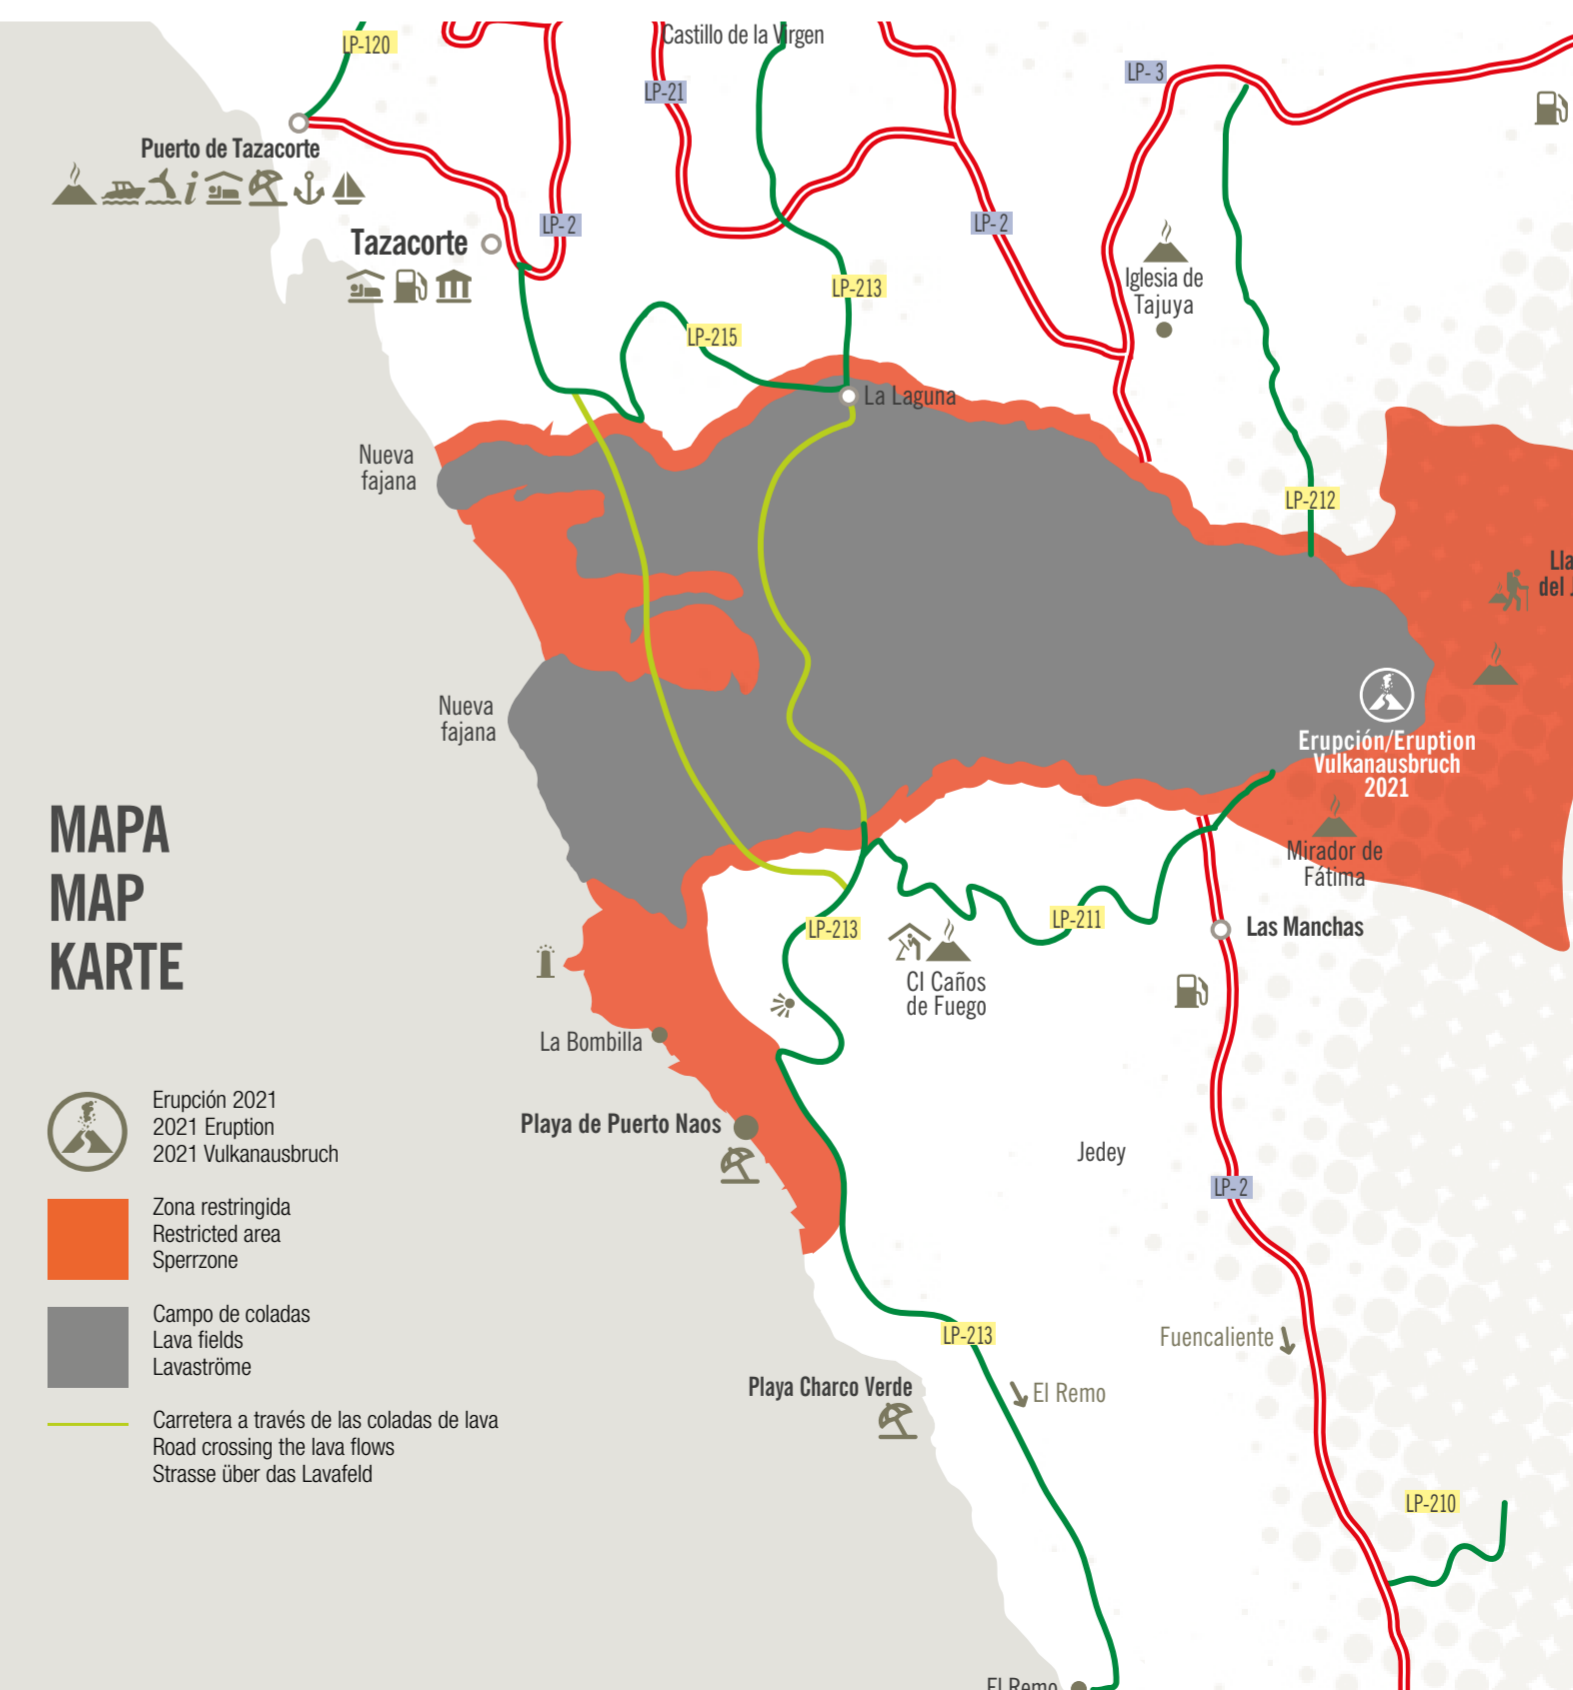 LP-120
Castillo de la Virgen
LP-21
LP- 3
Puerto de Tazacorte
i
Tazacorte
LP- 2
LP- 2
Iglesia de
Tajuya
LP-213
LP-215
La Laguna
Nueva
fajana
LP-212
del
Nueva
fajana
Erupción/Eruption
Vulkanausbruch
2021
MAPA
MAP
KARTE
Mirador de
Fátima
LP-213
LP-211
Las Manchas
CI Caños
de Fuego
La Bombilla
Playa de Puerto Naos
Jedey
LP- 2
Erupción 2021
2021 Eruption
2021 Vulkanausbruch
Zona restringida
Restricted area
Sperrzone
Campo de coladas
Lava fields
Lavaströme
Carretera a través de las coladas de lava
Road crossing the lava flows
Strasse über das Lavafeld
LP-213
Fuencaliente
Playa Charco Verde
El Remo
LP-210
El Remo